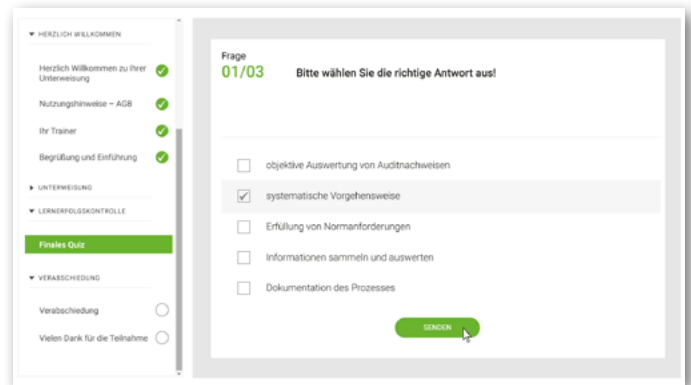 HERZLICH WILLKOMMEN
Herzlich Willkommen zu Ihrer
Unterweisung
Nutzungshinweise – AGB
Ihr Trainer
Begrüßung und Einführung
UNTERWEISUNG
LERNERFOLGSKONTROLLE
Finales Quiz
VERABSCHIEDUNG
Verabschiedung
Vielen Dank für die Teilnahme
Frage
01/03 Bitte wählen Sie die richtige Antwort aus!
objektive Auswertung von Auditnachweisen
systematische Vorgehensweise
Erfüllung von Normanforderungen
Informationen sammeln und auswerten
Dokumentation des Prozesses
SENDEN